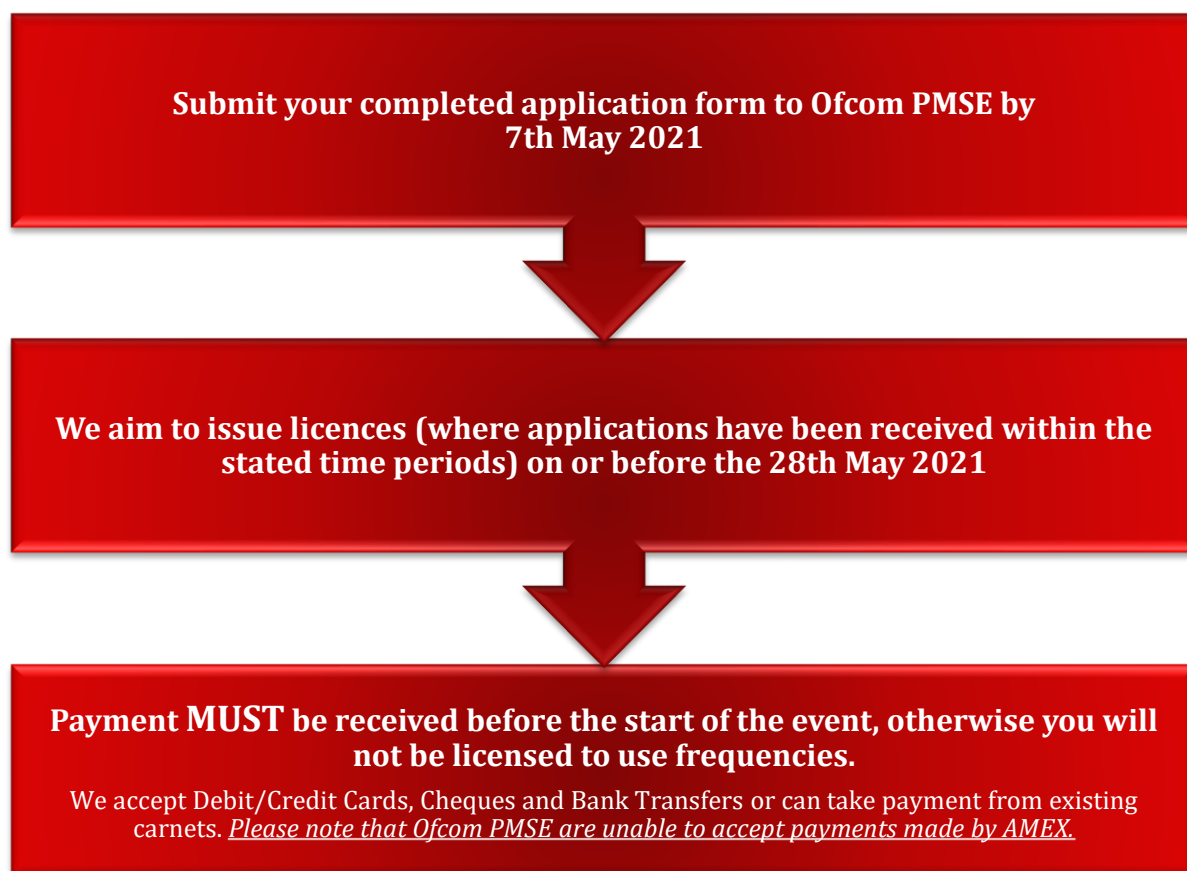 Submit your completed application form to Ofcom PMSE by
7th May 2021
We aim to issue licences (where applications have been received within the
stated time periods) on or before the 28th May 2021
Payment MUST be received before the start of the event, otherwise you will
not be licensed to use frequencies.
We accept Debit/Credit Cards, Cheques and Bank Transfers or can take payment from existing
carnets. Please note that Ofcom PMSE are unable to accept payments made by AMEX.